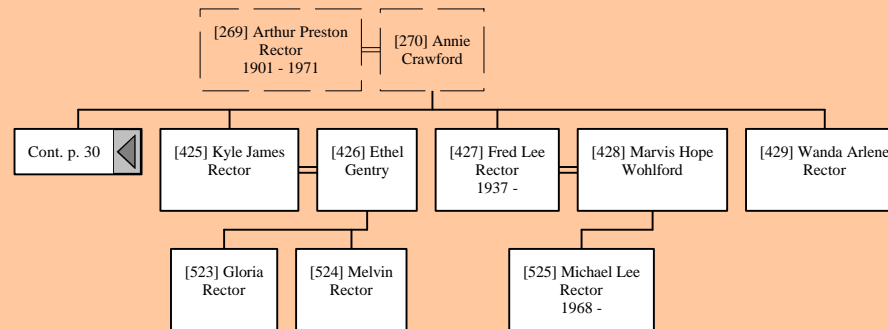 [269] Arthur Preston
Rector
1901 - 1971
[270] Annie
Crawford
Cont. p. 30
[425] Kyle James
Rector
[426] Ethel
Gentry
[427] Fred Lee
Rector
1937 -
[428] Marvis Hope
Wohlford
[429] Wanda Arlene
Rector
[523] Gloria
Rector
[524] Melvin
Rector
[525] Michael Lee
Rector
1968 -